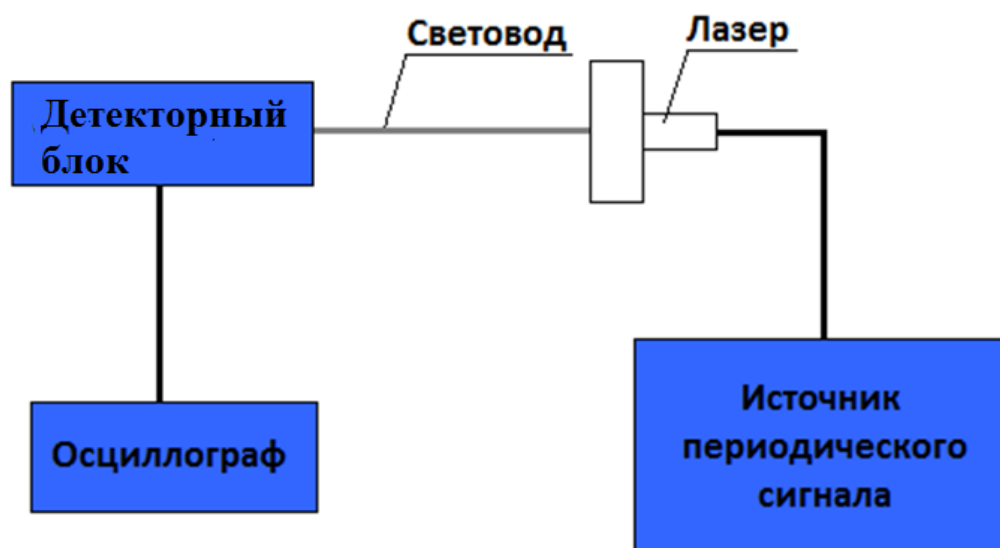 Световод
Лазер
Детекторный
блок
Осциллограф
Источник
периодического
сигнала